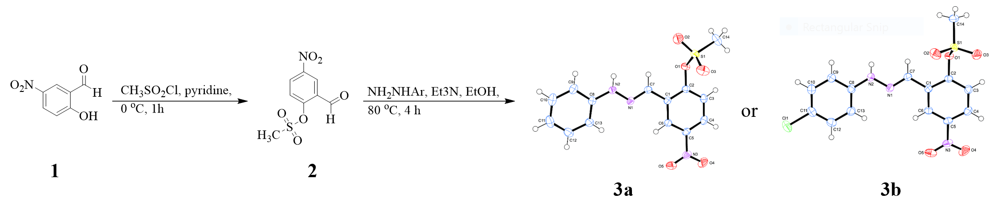 O₂N
O
H
OH
1
CH3SO2Cl, pyridine,
0 °C, 1h
NO₂
O
H
O
O
S
O
H₃C
2
NH2NHAr, Et3N, EtOH,
80 °C, 4 h
O2
C14
S1
O1
O3
C9
N2
C7
C2
C10
C8
C1
C3
N1
C11
C13
C6
C4
C12
C5
N3
O5
O4
3a
or
Rectangular Snip
C14
S1
O2
O1
O3
C9
C7
C2
C10
C8
N2
C1
C3
N1
C11
C13
C6
C4
Cl1
C12
C5
N3
O5
O4
3b